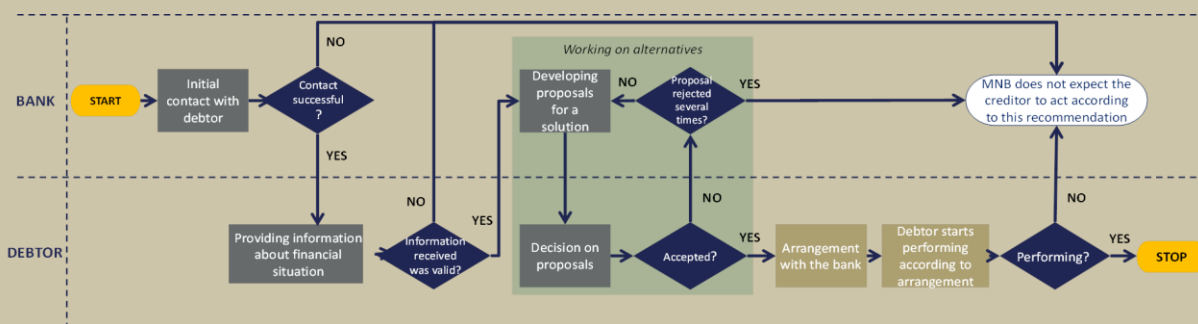 BANK
START
Initial
contact with
debtor
Contact
successful
?
NO
YES
Working on alternatives
Developing
proposals
for a
solution
NO
Proposal
rejected
several
times?
YES
MNB does not expect the
creditor to act according
to this recommendation
DEBTOR
Providing information
about financial
situation
NO
Information
received
was valid?
YES
Decision on
proposals
NO
Accepted?
YES
Arrangement
with the bank
Debtor starts
performing
according to
arrangement
NO
Performing?
YES
STOP